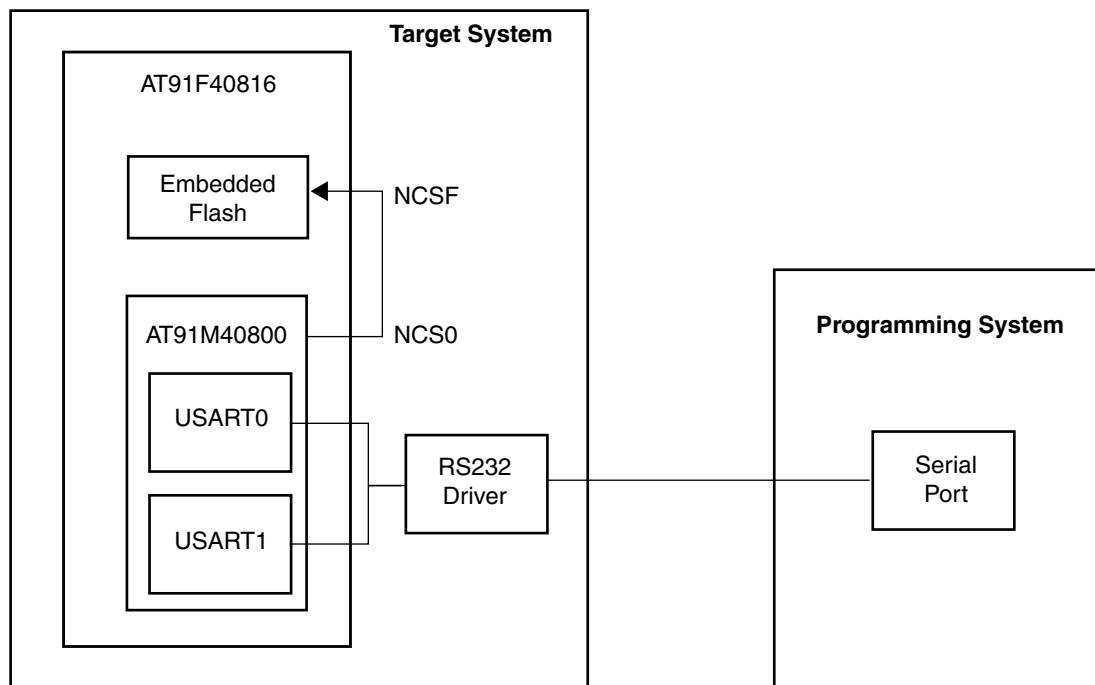 Target System
AT91F40816
Embedded
Flash
NCSF
AT91M40800
NCS0
USART0
USART1
RS232
Driver
Programming System
Serial
Port